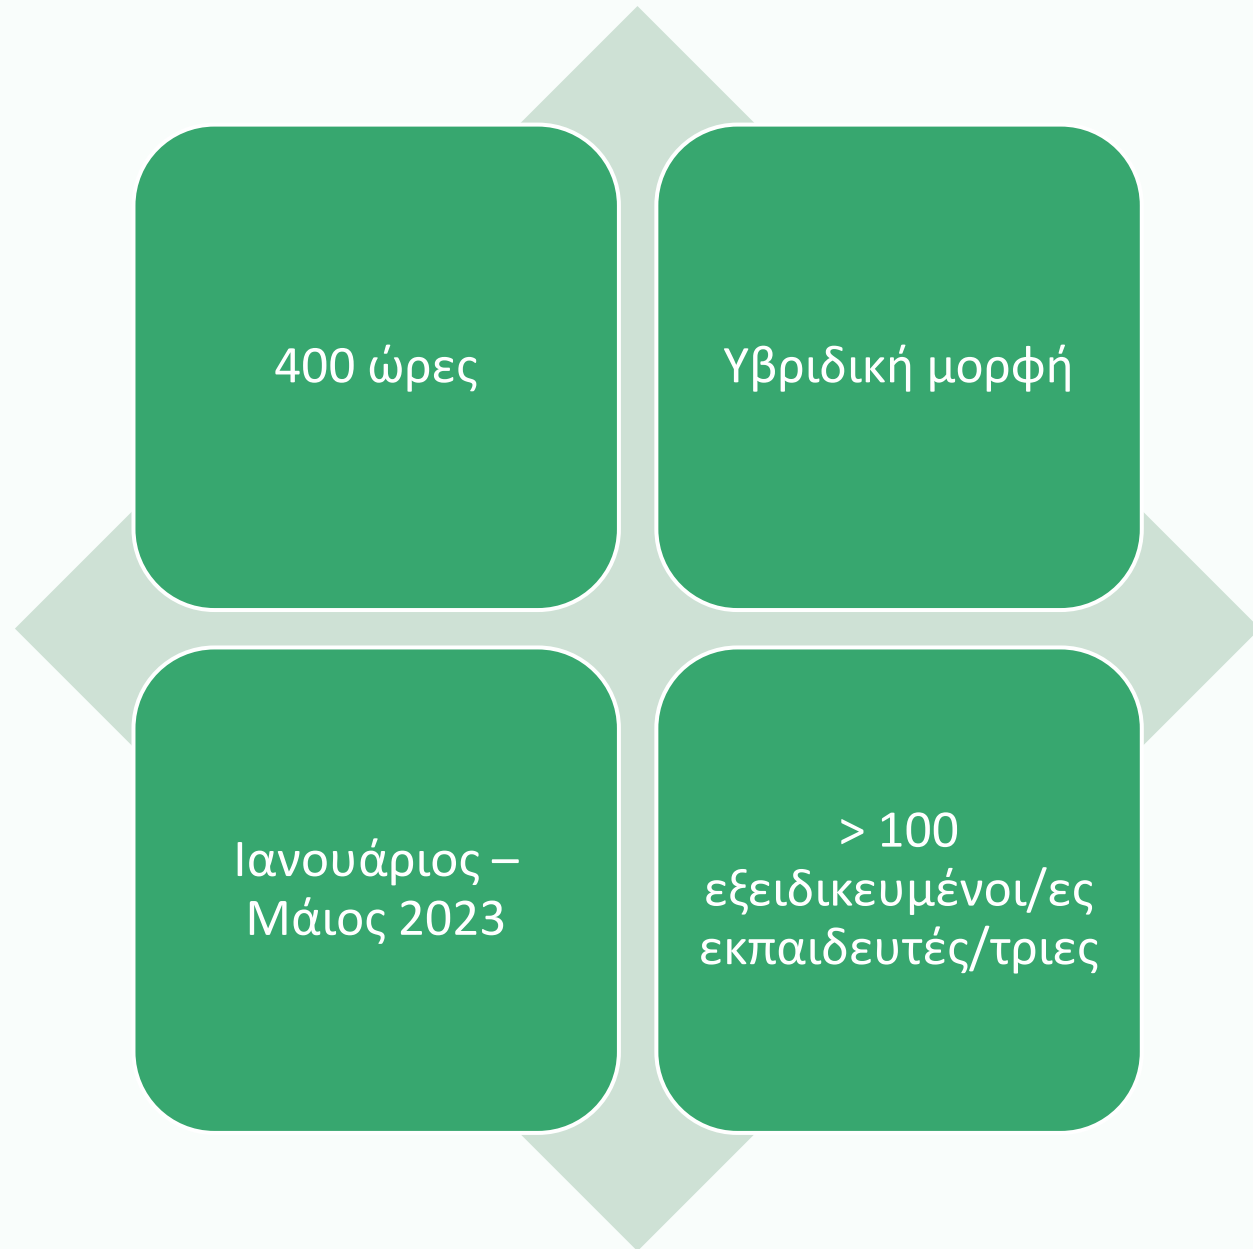 400 ώρες
Υβριδική μορφή
Ιανουάριος –
Μάιος 2023
> 100
εξειδικευμένοι/ες
εκπαιδευτές/τριες